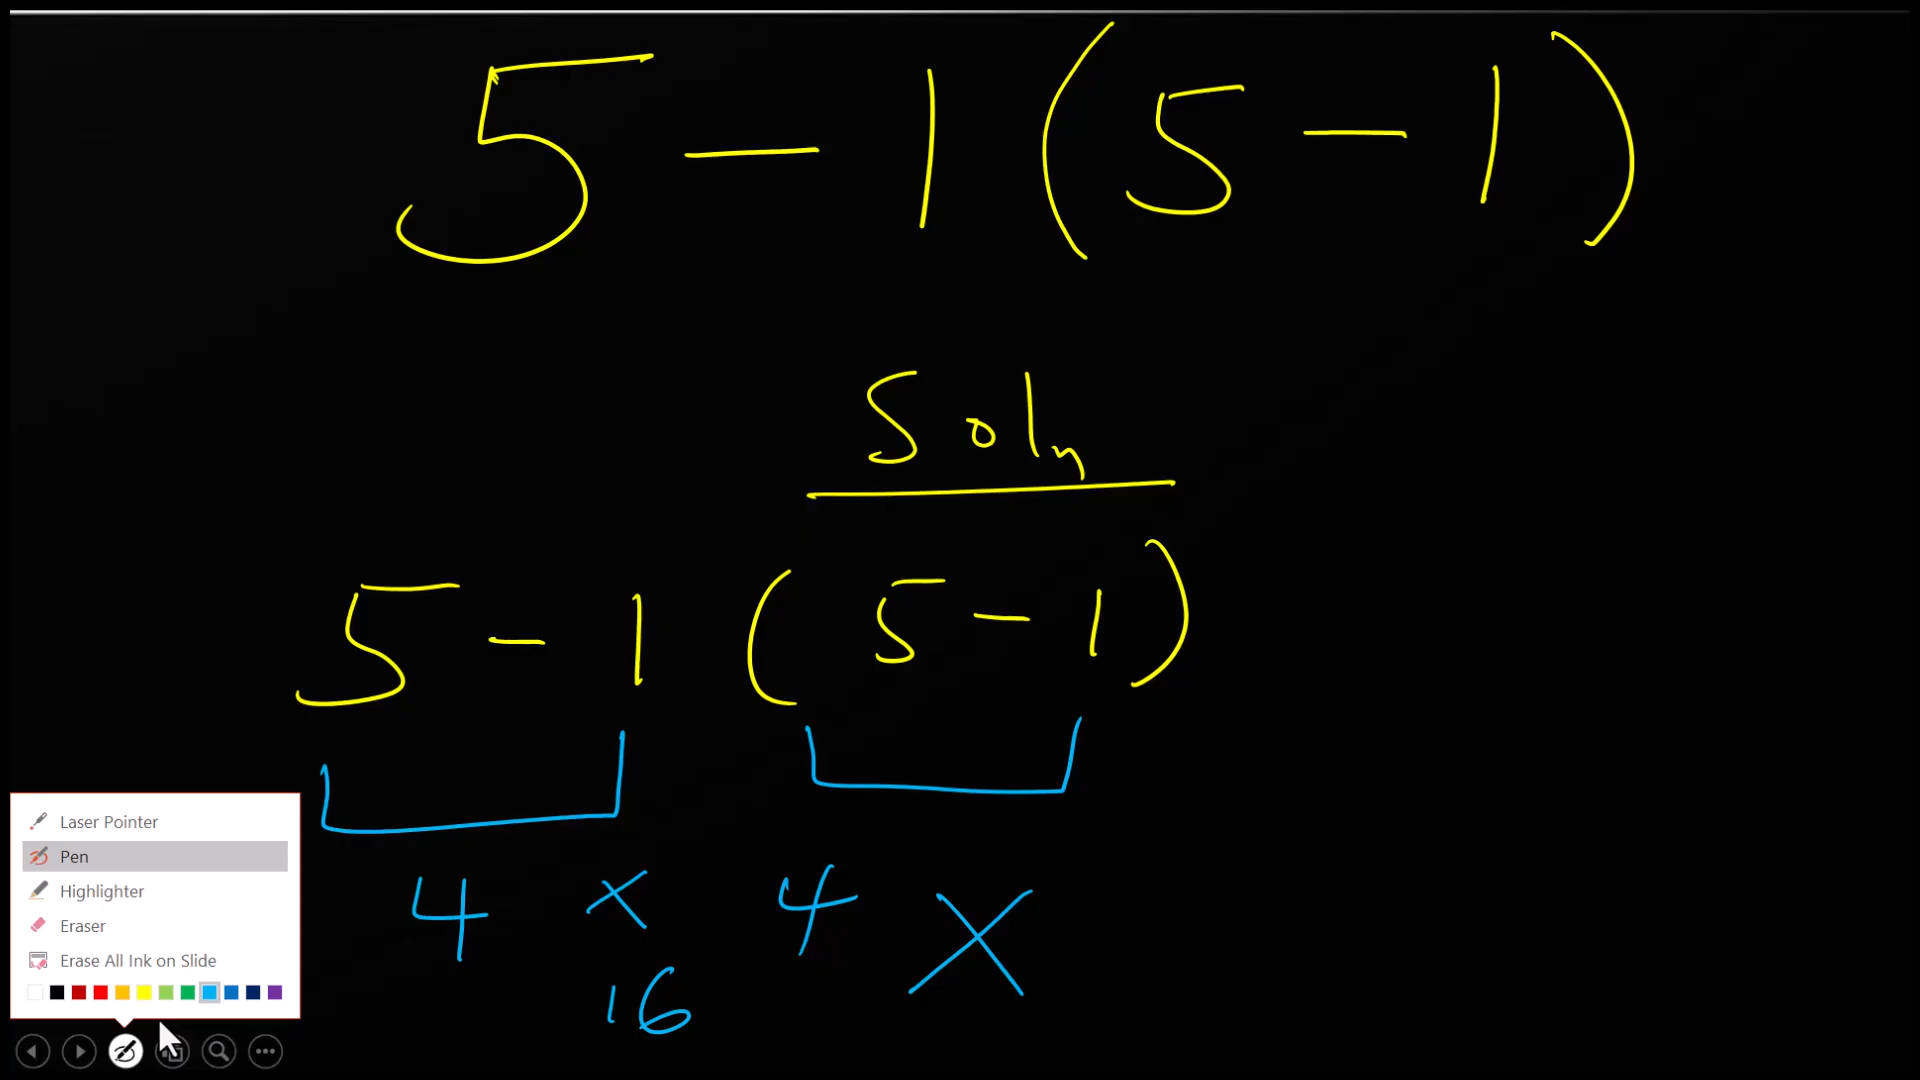 5 - 1 ( 5 - 1 )
Soln
5 - 1 ( 5 - 1 )
4 × 4 ×
16
Laser Pointer
Pen
Highlighter
Eraser
Erase All Ink on Slide